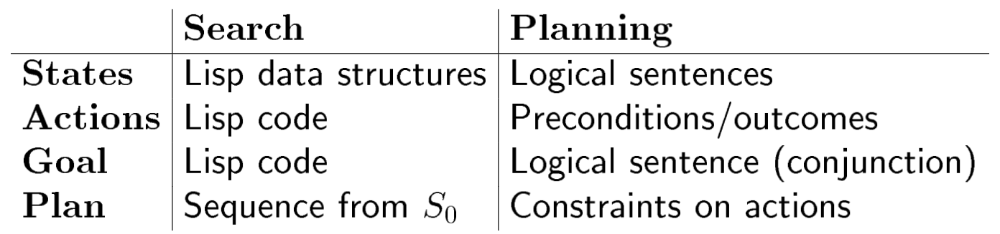 Search Planning
States Lisp data structures Logical sentences
Actions Lisp code Preconditions/outcomes
Goal Lisp code Logical sentence (conjunction)
Plan Sequence from S₀ Constraints on actions